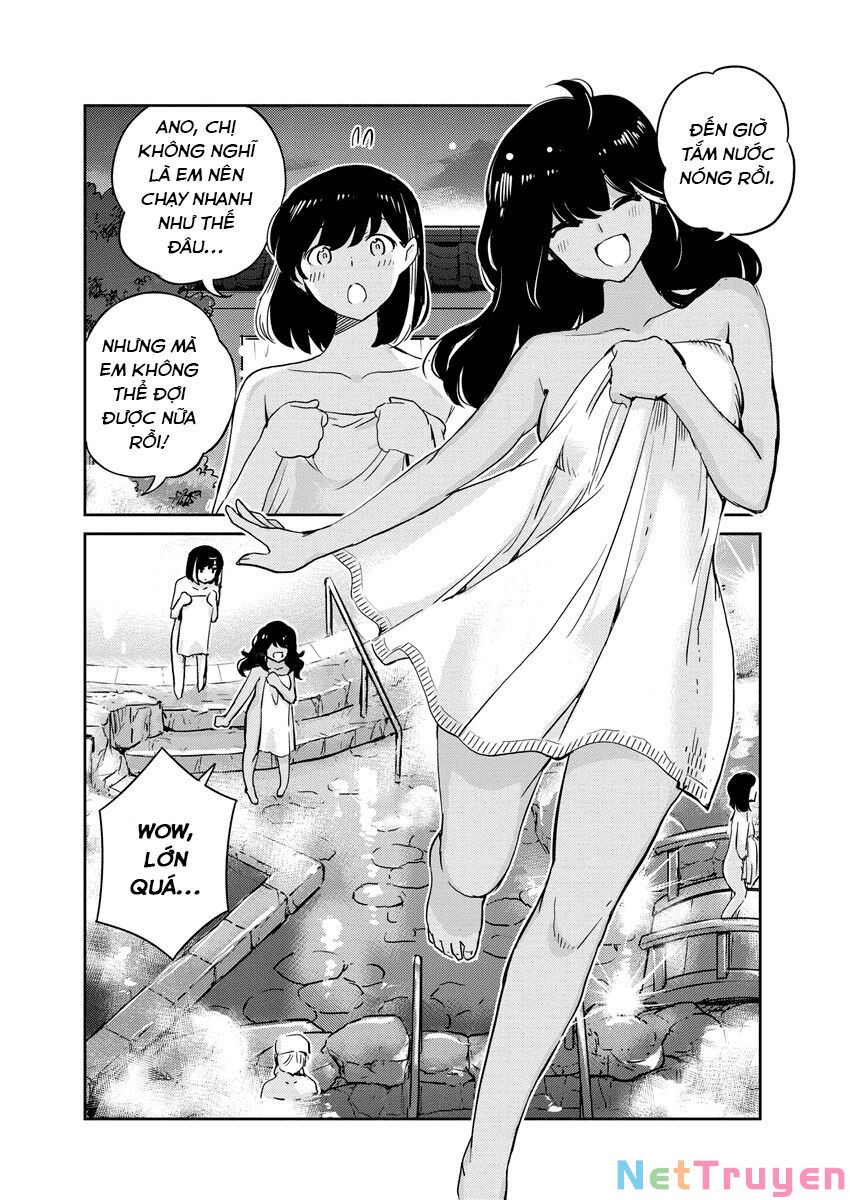 ĐẾN GIỜ
TẮM NƯỚC
NÓNG RỒI.
ANO, CHỊ
KHÔNG NGHĨ
LÀ EM NÊN
CHẠY NHANH
NHƯ THẾ
ĐÂU...
NHƯNG MÀ
EM KHÔNG
THỂ ĐỢI
ĐƯỢC NỮA
RỒI!
WOW,
LỚN
QUÁ...
NetTruyen